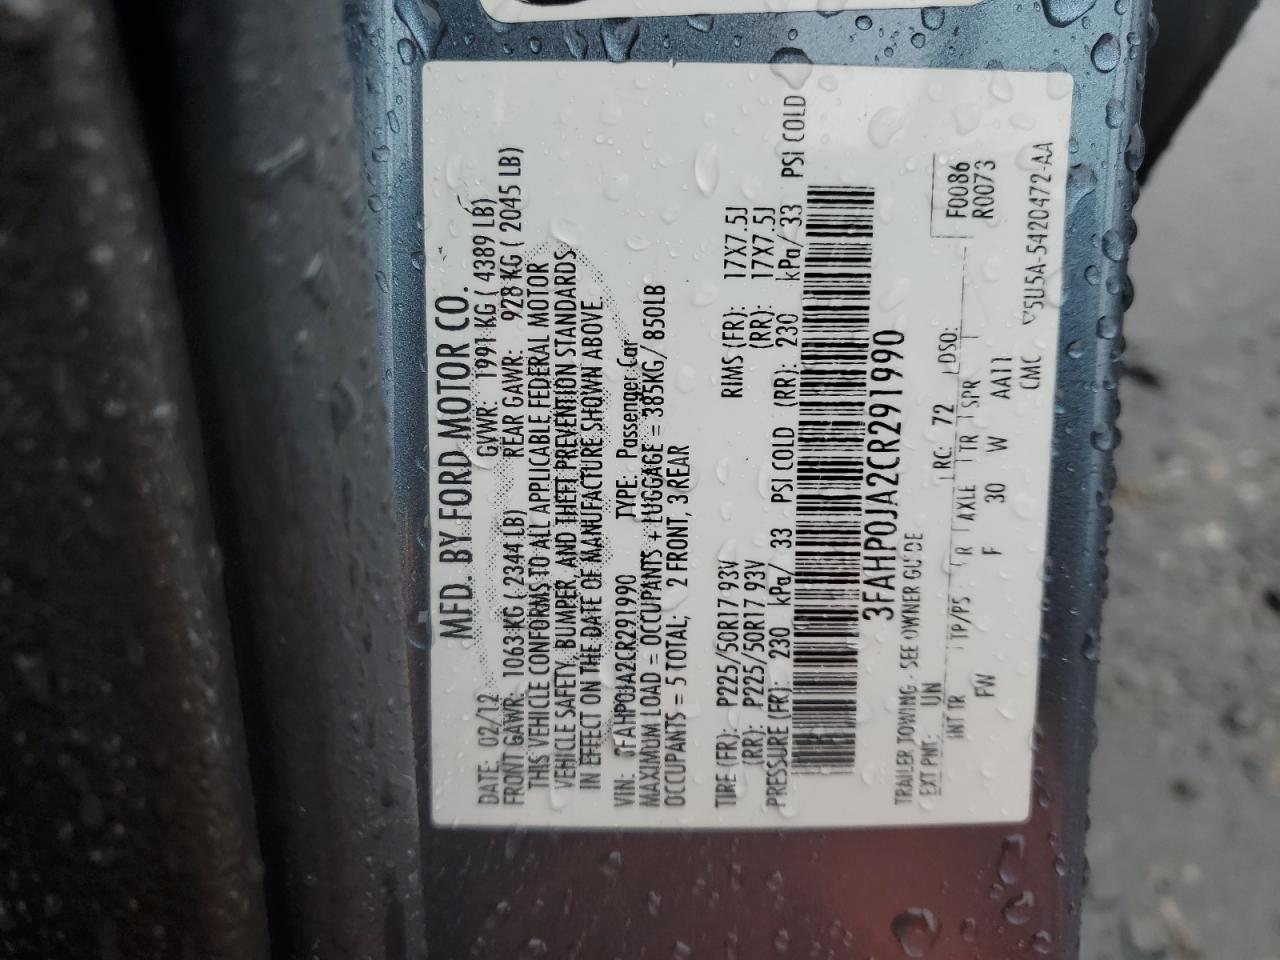 MFD. BY FORD MOTOR CO.
DATE: 02/12 GVWR: 1991 KG ( 4389 LB)
FRONT GAWR: 1063 KG ( 2344 LB) REAR GAWR: 928 KG ( 2045 LB)
THIS VEHICLE CONFORMS TO ALL APPLICABLE FEDERAL MOTOR
VEHICLE SAFETY, BUMPER, AND THEFT PREVENTION STANDARDS
IN EFFECT ON THE DATE OF MANUFACTURE SHOWN ABOVE.
VIN: 3FAHP0JA2CR291990 TYPE: Passenger Car
MAXIMUM LOAD = OCCUPANTS + LUGGAGE = 385KG/ 850LB
OCCUPANTS = 5 TOTAL; 2 FRONT, 3 REAR
TIRE (FR): P225/50R17 93V RIMS (FR): 17X7.5J
(RR): P225/50R17 93V (RR): 17X7.5J
PRESSURE (FR): 230 kPa/ 33 PSI COLD (RR): 230 kPa/ 33 PSI COLD
3FAHP0JA2CR291990
TRAILER TOWING - SEE OWNER GUIDE F0086
EXT PNT: UN RC: 72 DSO: R0073
INT TR TP/PS R AXLE TR SPR
FW F 30 W AA11
CMC 5U5A-5420472-AA